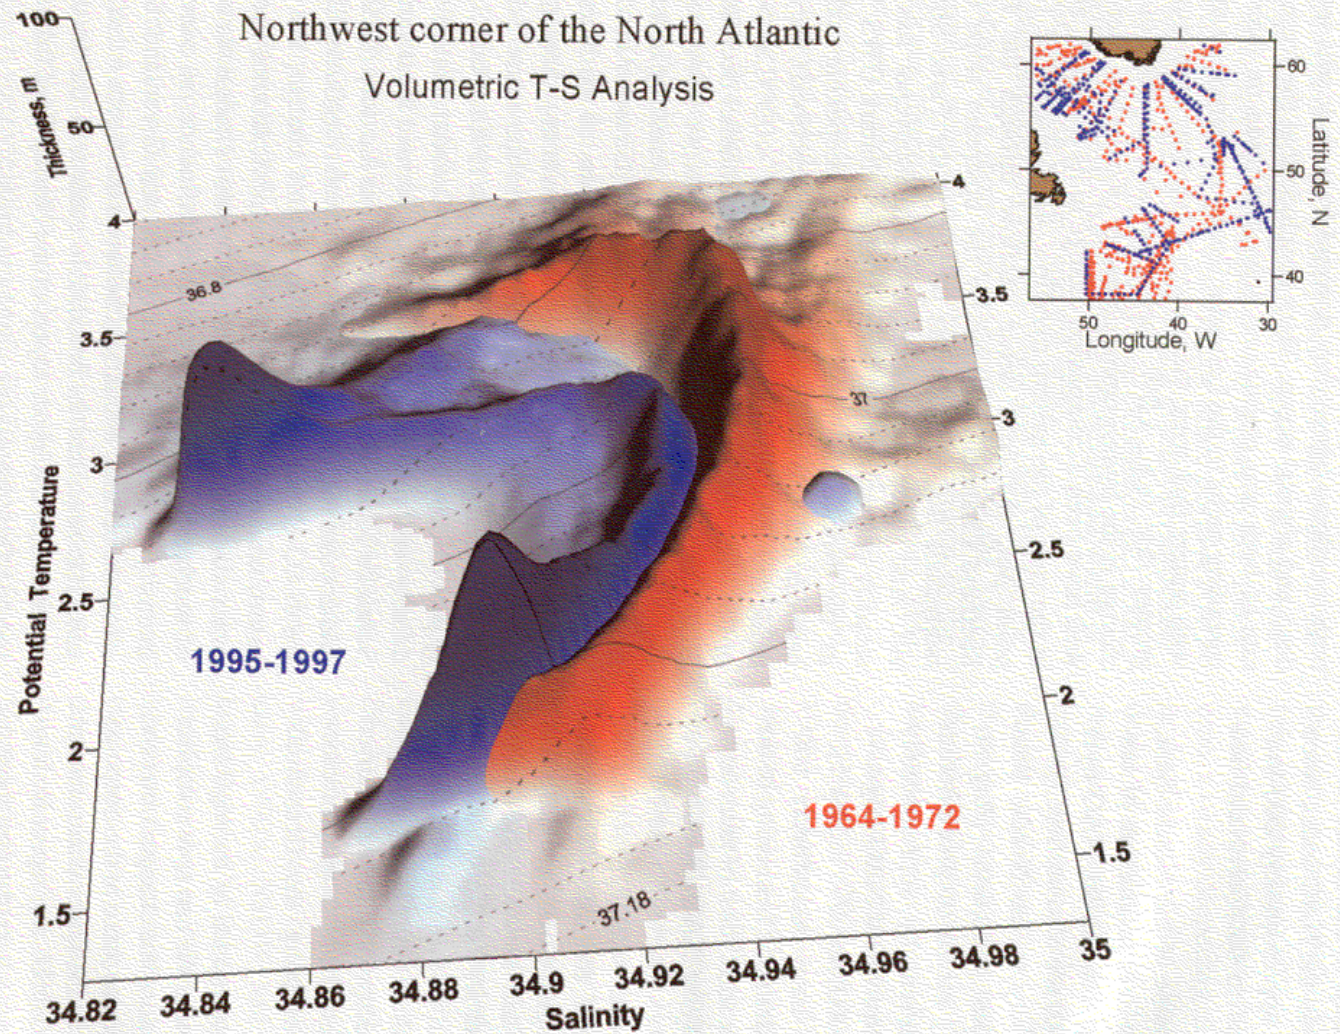 Northwest corner of the North Atlantic
Volumetric T-S Analysis
100
50
Thickness, m
4
3.5
3
2.5
2
1.5
Potential Temperature
36.8
37
37.18
4
3.5
3
2.5
2
1.5
1995-1997
1964-1972
34.82 34.84 34.86 34.88 34.9 34.92 34.94 34.96 34.98 35
Salinity
60
50
40
Latitude, N
50 40 30
Longitude, W